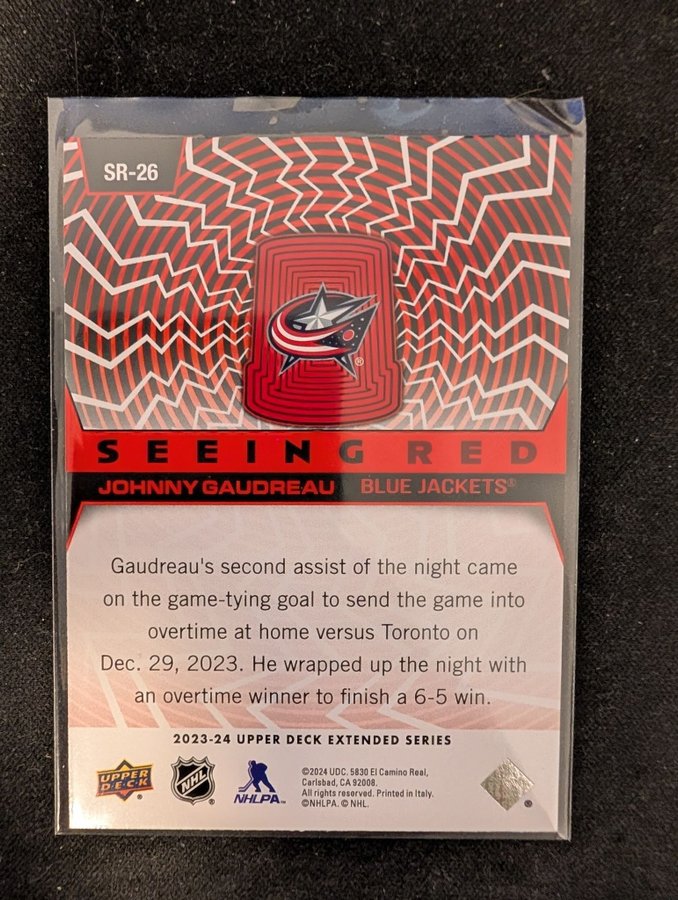 SR-26
®
SEEING RED
JOHNNY GAUDREAU BLUE JACKETS®
Gaudreau's second assist of the night came
on the game-tying goal to send the game into
overtime at home versus Toronto on
Dec. 29, 2023. He wrapped up the night with
an overtime winner to finish a 6-5 win.
2023-24 UPPER DECK EXTENDED SERIES
UPPER DECK ®
NHL ®
NHLPA™
©2024 UDC. 5830 El Camino Real,
Carlsbad, CA 92008.
All rights reserved. Printed in Italy.
©NHLPA. © NHL.
®